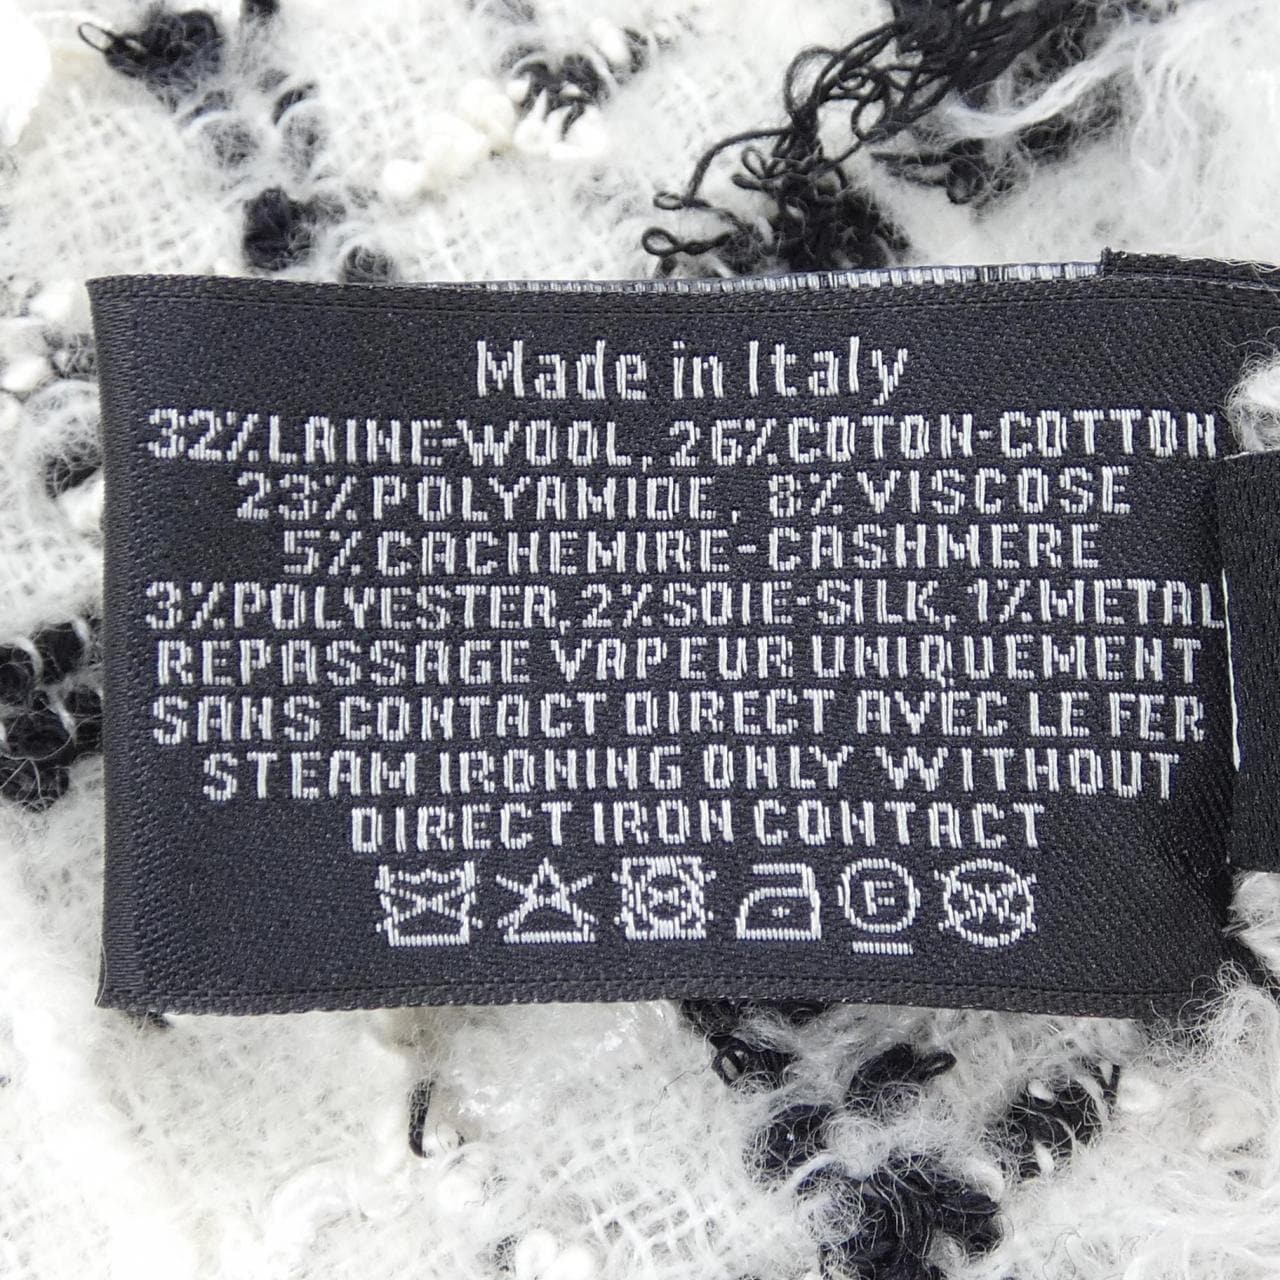 Made in Italy
32%LAINE-WOOL, 26%COTON-COTTON
23%POLYAMIDE, 8%VISCOSE
5%CACHEMIRE-CASHMERE
3%POLYESTER,2%SOIE-SILK,1%METAL
REPASSAGE VAPEUR UNIQUEMENT
SANS CONTACT DIRECT AVEC LE FER
STEAM IRONING ONLY WITHOUT
DIRECT IRON CONTACT
F W